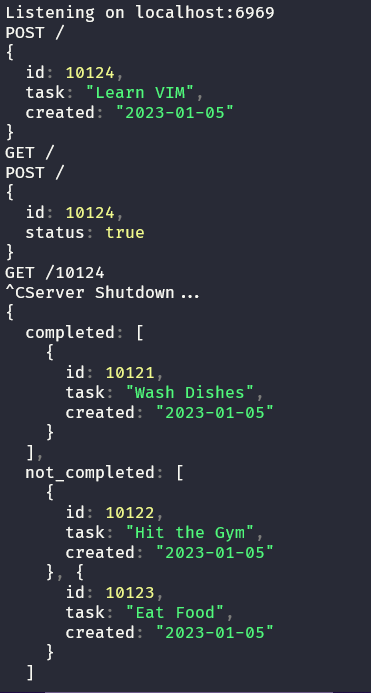 Listening on localhost:6969
POST /
{
  id: 10124,
  task: "Learn VIM",
  created: "2023-01-05"
}
GET /
POST /
{
  id: 10124,
  status: true
}
GET /10124
^CServer Shutdown...
{
  completed: [
    {
      id: 10121,
      task: "Wash Dishes",
      created: "2023-01-05"
    }
  ],
  not_completed: [
    {
      id: 10122,
      task: "Hit the Gym",
      created: "2023-01-05"
    }, {
      id: 10123,
      task: "Eat Food",
      created: "2023-01-05"
    }
  ]